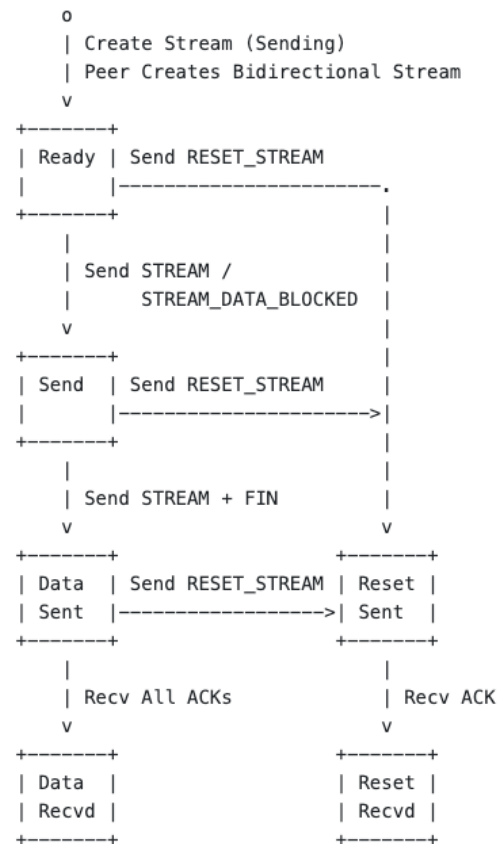 o
| Create Stream (Sending)
| Peer Creates Bidirectional Stream
v
+-------+
| Ready | Send RESET_STREAM
|       |-----------------------.
+-------+                       |
    |                           |
    | Send STREAM /             |
    |      STREAM_DATA_BLOCKED  |
    v                           |
+-------+                       |
| Send  | Send RESET_STREAM     |
|       |---------------------->|
+-------+                       |
    |                           |
    | Send STREAM + FIN         |
    v                           v
+-------+                   +-------+
| Data  | Send RESET_STREAM | Reset |
| Sent  |------------------>| Sent  |
+-------+                   +-------+
    |                           |
    | Recv All ACKs             | Recv ACK
    v                           v
+-------+                   +-------+
| Data  |                   | Reset |
| Recvd |                   | Recvd |
+-------+                   +-------+